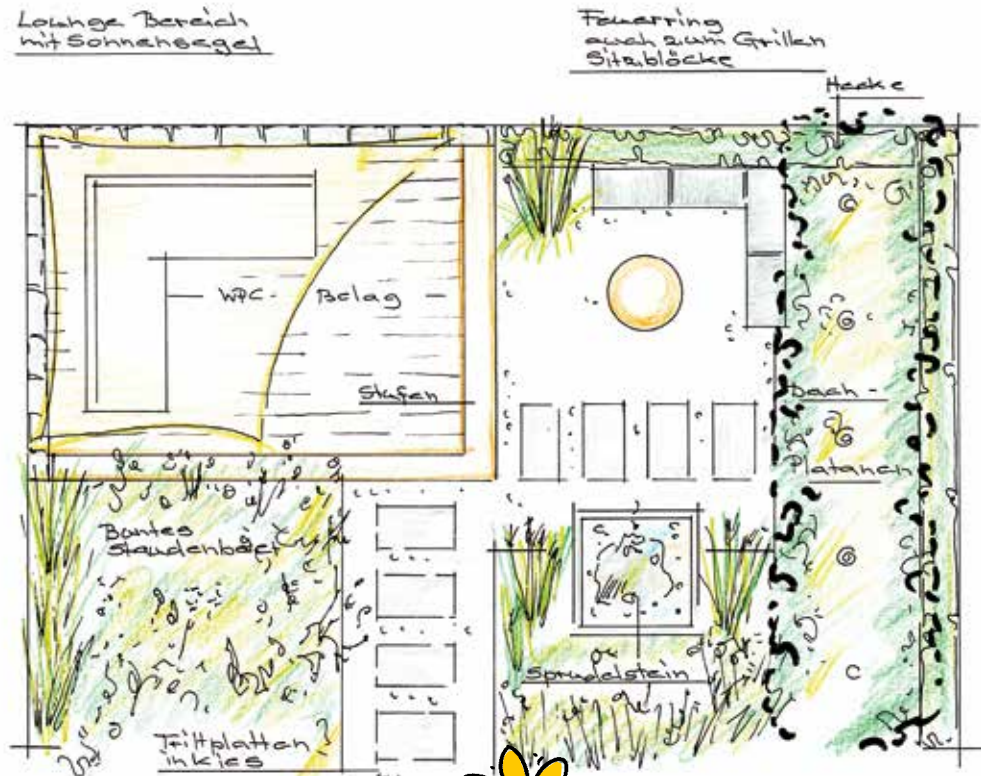 Lounge Bereich
mit Sonnensegel
Feuerring
auch zum Grillen
Sitzblöcke
Hecke
WPC - Belag
Stufen
Dach -
Platanen
Buntes
Staudenbeet
Sprudelstein
Trittplatten
in Kies